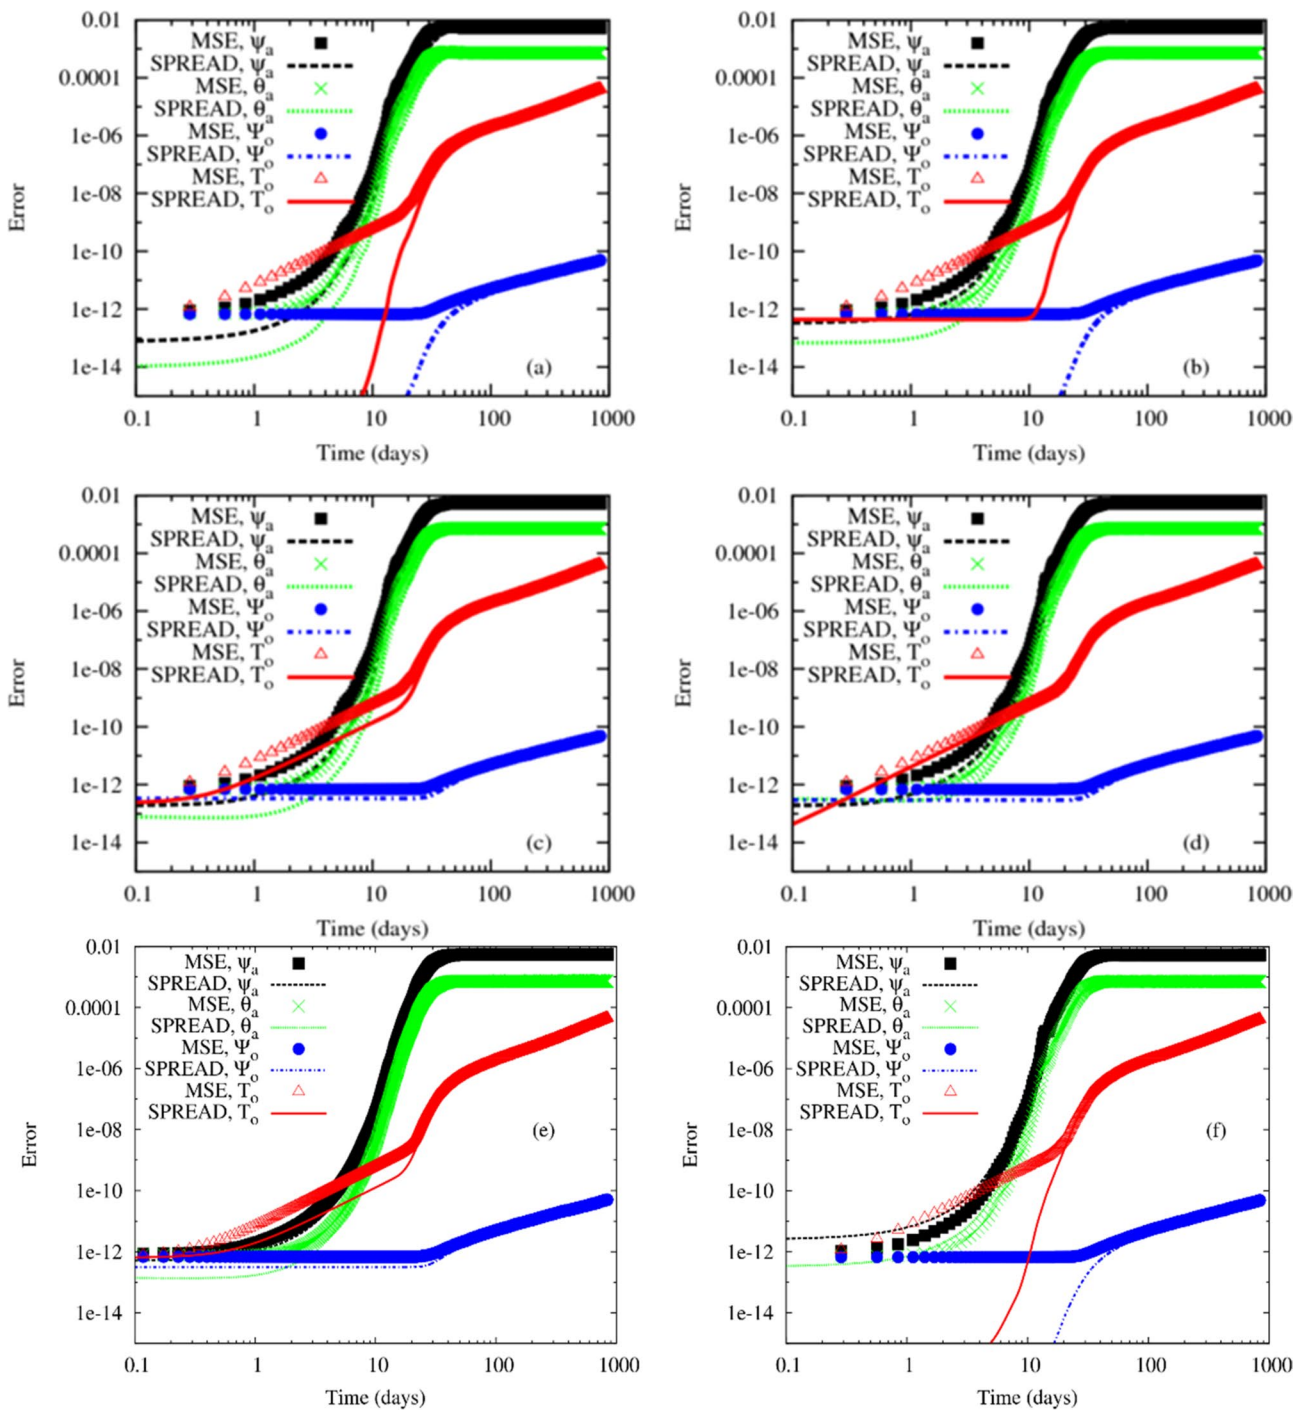 0.01
0.0001
1e-06
1e-08
1e-10
1e-12
1e-14
Error
MSE, ψa
SPREAD, ψa
MSE, θa
SPREAD, θa
MSE, Ψo
SPREAD, Ψo
MSE, To
SPREAD, To
(a)
0.1 1 10 100 1000
Time (days)
0.01
0.0001
1e-06
1e-08
1e-10
1e-12
1e-14
Error
MSE, ψa
SPREAD, ψa
MSE, θa
SPREAD, θa
MSE, Ψo
SPREAD, Ψo
MSE, To
SPREAD, To
(b)
0.1 1 10 100 1000
Time (days)
0.01
0.0001
1e-06
1e-08
1e-10
1e-12
1e-14
Error
MSE, ψa
SPREAD, ψa
MSE, θa
SPREAD, θa
MSE, Ψo
SPREAD, Ψo
MSE, To
SPREAD, To
(c)
0.1 1 10 100 1000
Time (days)
0.01
0.0001
1e-06
1e-08
1e-10
1e-12
1e-14
Error
MSE, ψa
SPREAD, ψa
MSE, θa
SPREAD, θa
MSE, Ψo
SPREAD, Ψo
MSE, To
SPREAD, To
(d)
0.1 1 10 100 1000
Time (days)
0.01
0.0001
1e-06
1e-08
1e-10
1e-12
1e-14
Error
MSE, ψa
SPREAD, ψa
MSE, θa
SPREAD, θa
MSE, Ψo
SPREAD, Ψo
MSE, To
SPREAD, To
(e)
0.1 1 10 100 1000
Time (days)
0.01
0.0001
1e-06
1e-08
1e-10
1e-12
1e-14
Error
MSE, ψa
SPREAD, ψa
MSE, θa
SPREAD, θa
MSE, Ψo
SPREAD, Ψo
MSE, To
SPREAD, To
(f)
0.1 1 10 100 1000
Time (days)